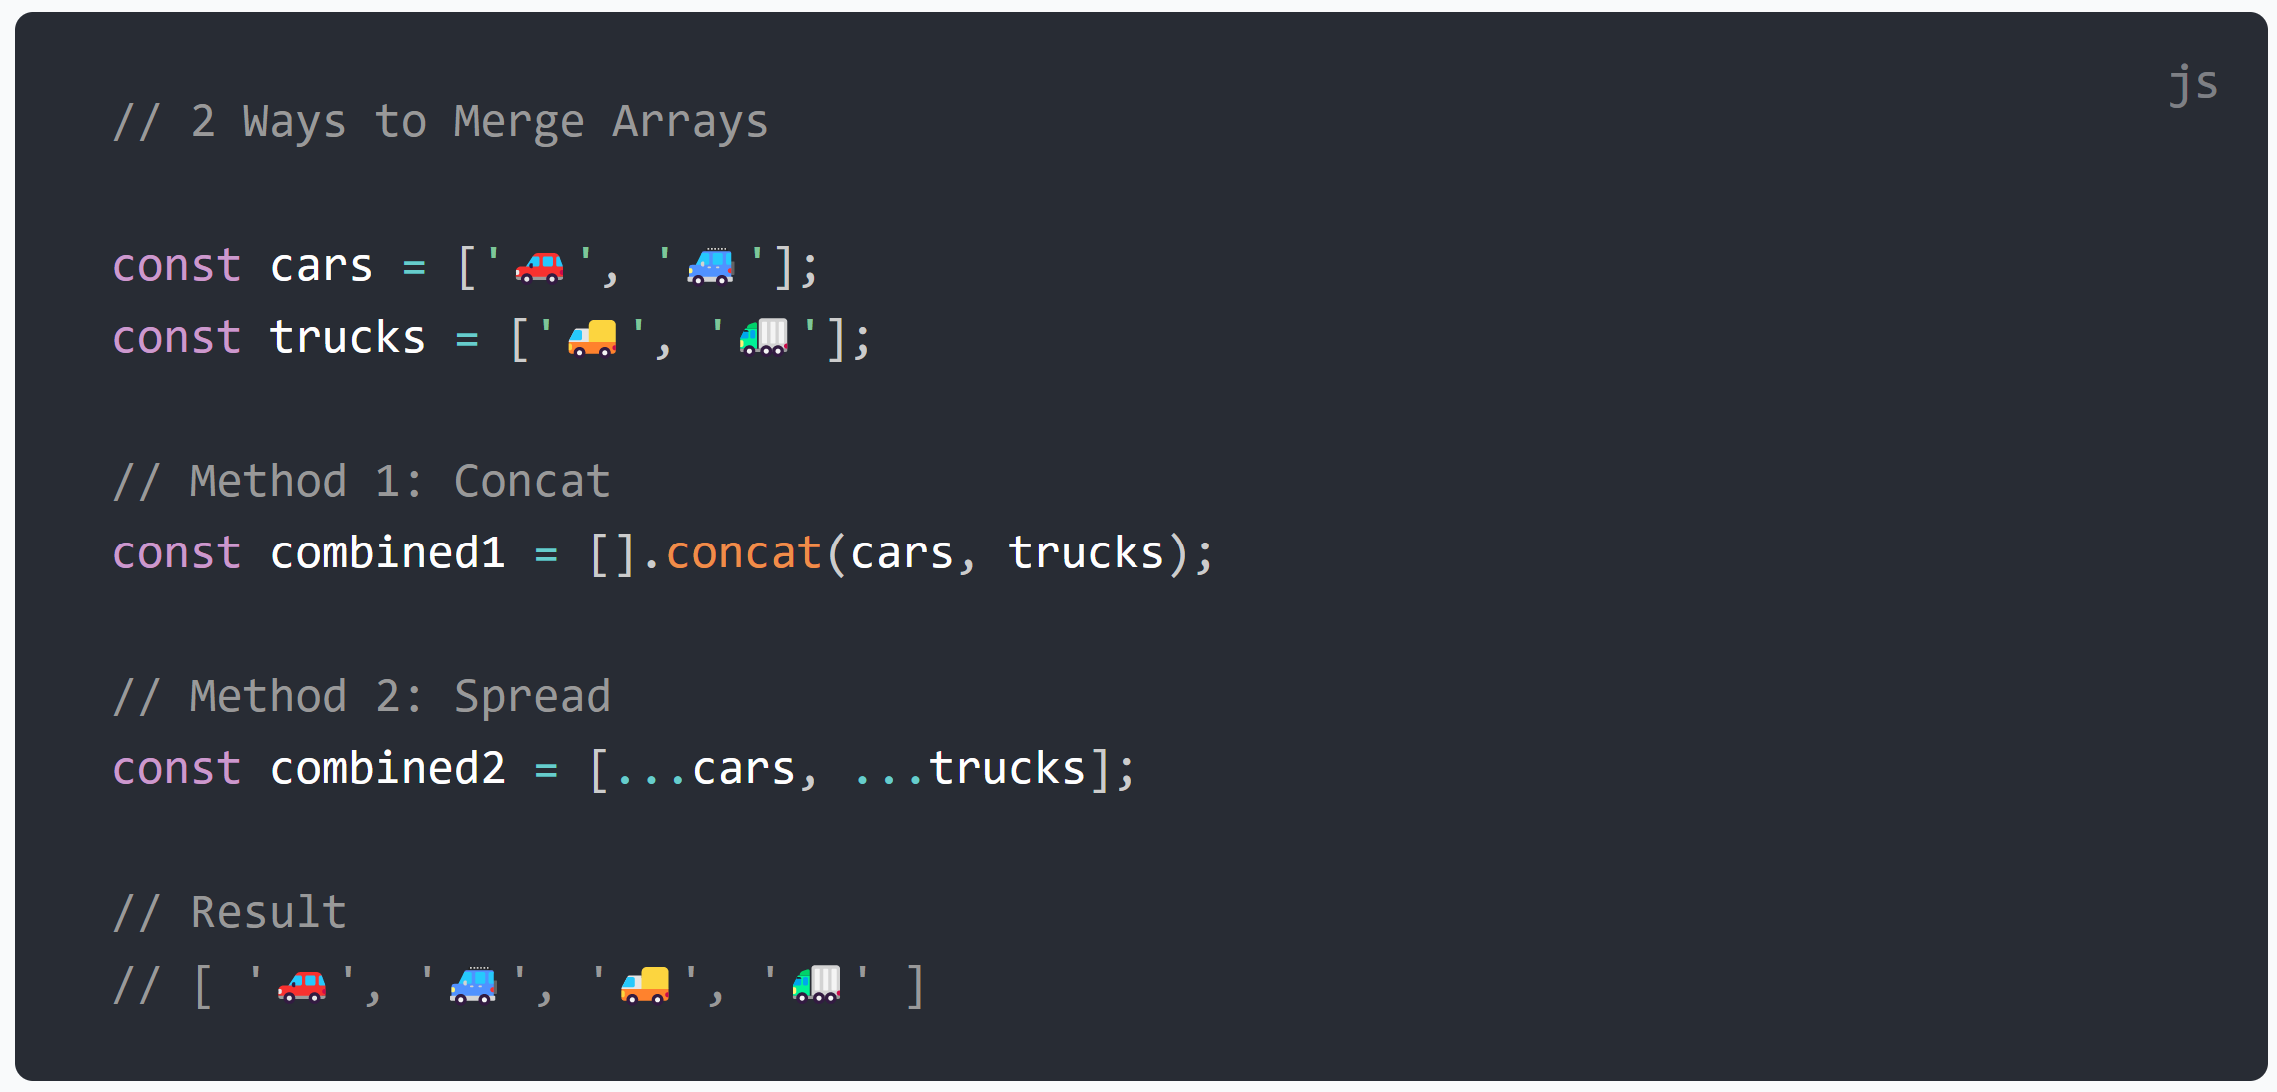 js
// 2 Ways to Merge Arrays
const cars = ['🚗', '🚙'];
const trucks = ['🚚', '🚛'];
// Method 1: Concat
const combined1 = [].concat(cars, trucks);
// Method 2: Spread
const combined2 = [...cars, ...trucks];
// Result
// [ '🚗', '🚙', '🚚', '🚛' ]